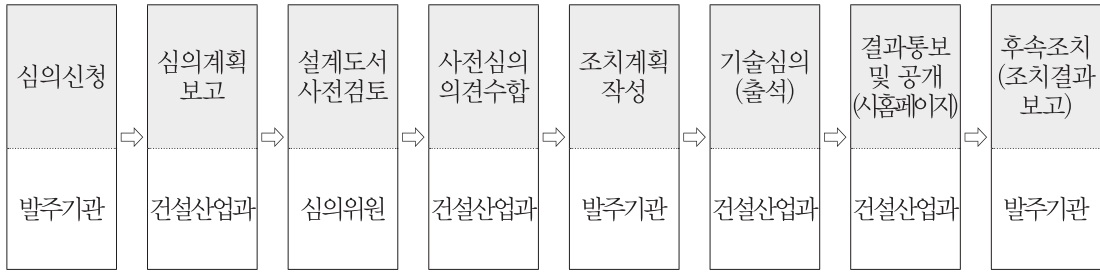 심의신청
발주기관
심의계획
보고
건설산업과
설계도서
사전검토
심의위원
사전심의
의견수합
건설산업과
조치계획
작성
발주기관
기술심의
(출석)
건설산업과
결과통보
및 공개
(시홈페이지)
건설산업과
후속조치
(조치결과
보고)
발주기관